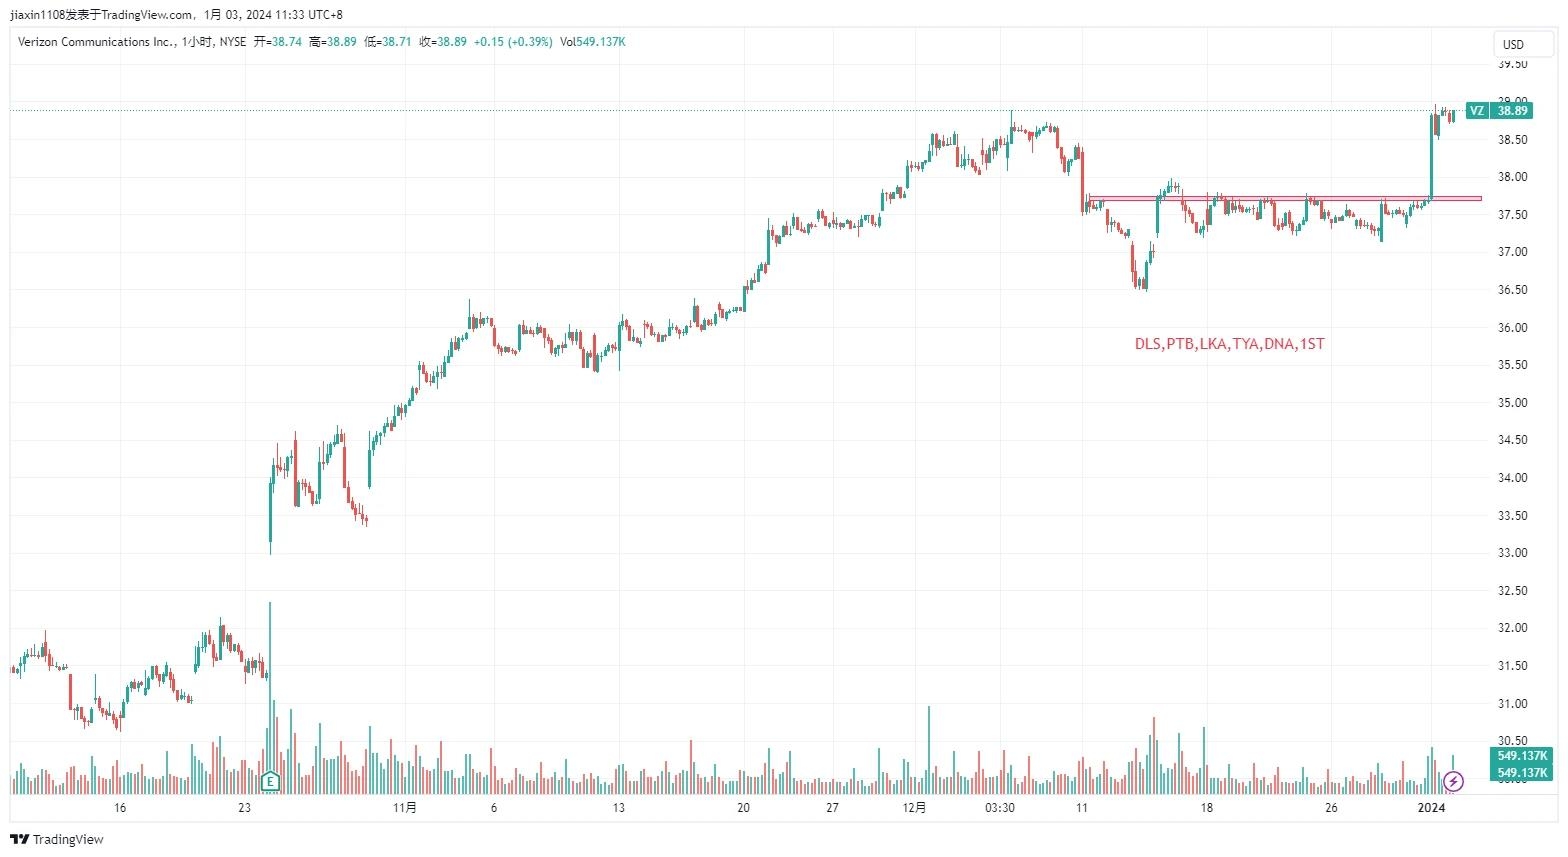 jiaxin1108发表于TradingView.com, 1月 03, 2024 11:33 UTC+8
Verizon Communications Inc., 1小时, NYSE 开=38.74 高=38.89 低=38.71 收=38.89 +0.15 (+0.39%) Vol549.137K
USD
39.50
39.00
VZ 38.89
38.50
38.00
37.50
37.00
36.50
36.00
DLS,PTB,LKA,TYA,DNA,1ST
35.50
35.00
34.50
34.00
33.50
33.00
32.50
32.00
31.50
31.00
30.50
549.137K
549.137K
E
16 23 11月 6 13 20 27 12月 03:30 11 18 26 2024
TradingView